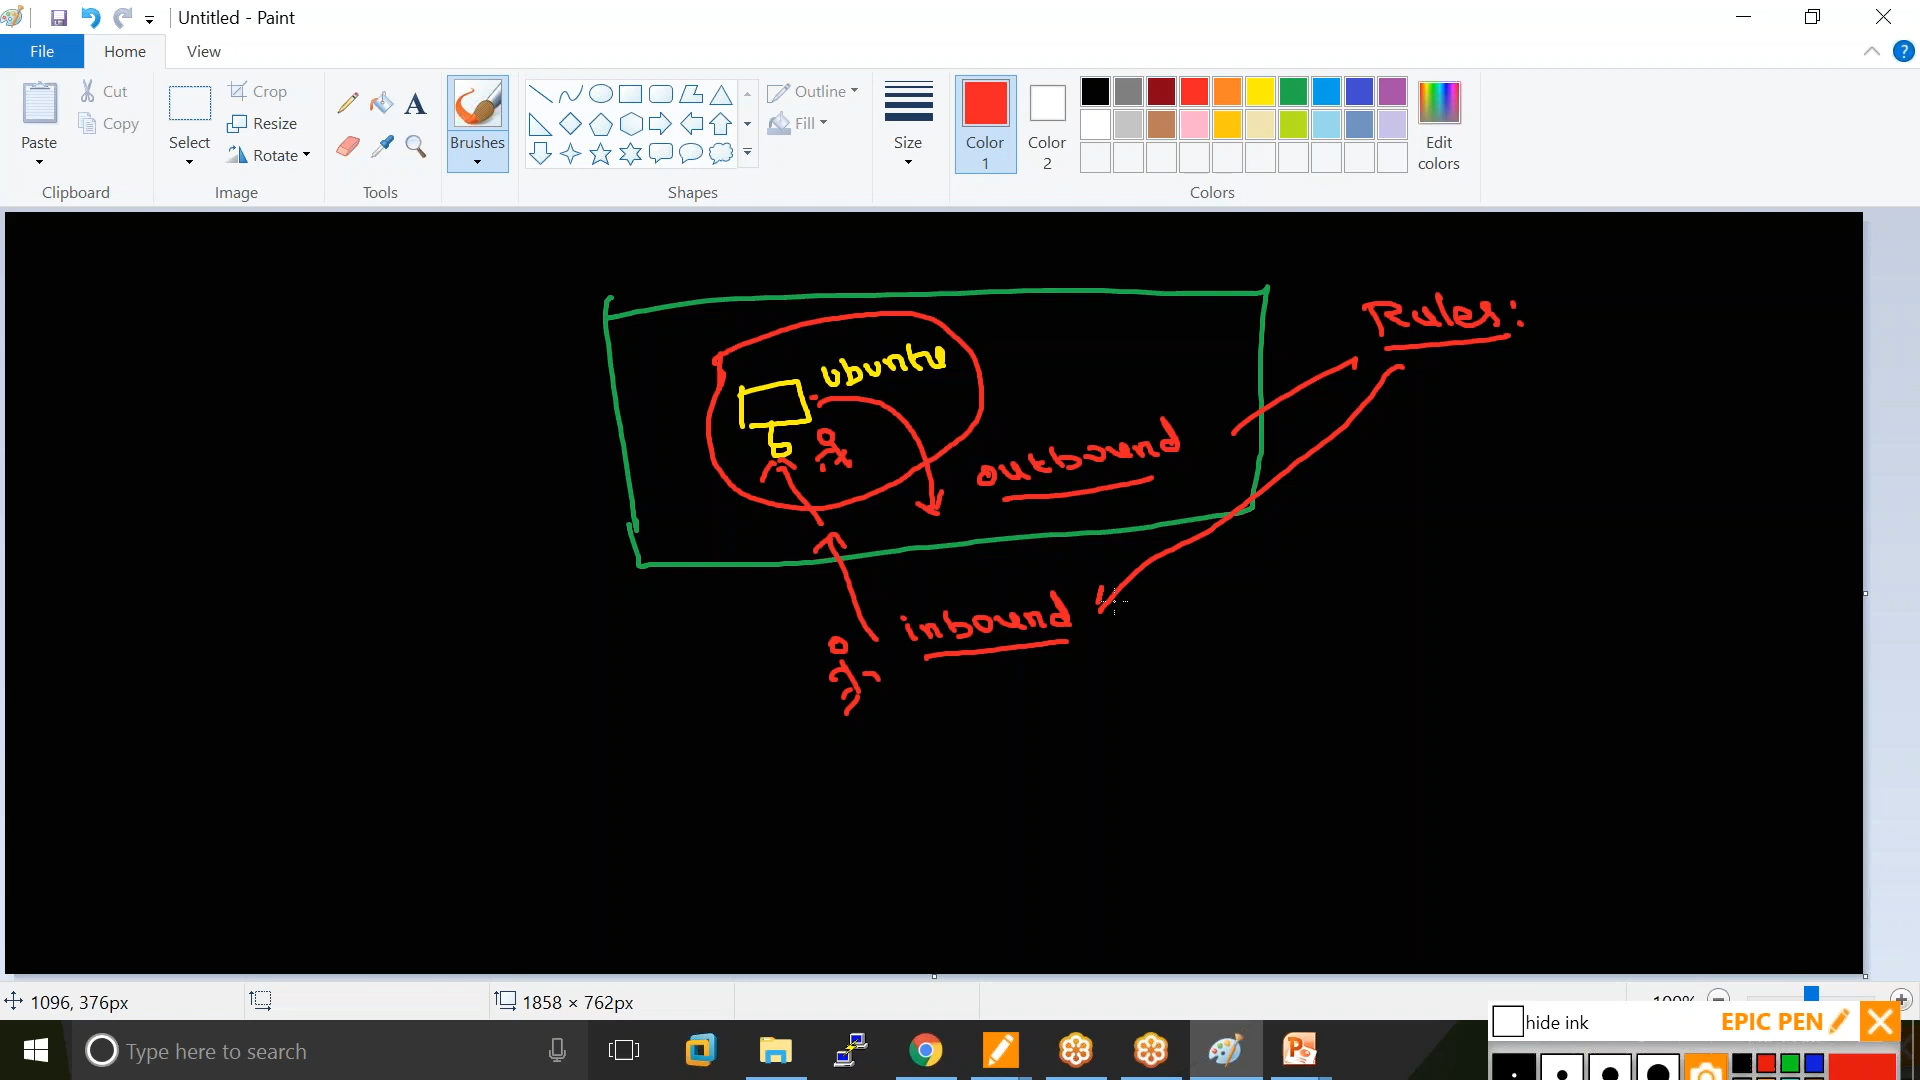 Untitled - Paint
File
Home
View
Paste
Cut
Copy
Clipboard
Select
Crop
Resize
Rotate
Image
Tools
Brushes
Outline
Fill
Shapes
Size
Color 1
Color 2
Edit colors
Colors
Rules:
ubuntu
outbound
inbound
1096, 376px
1858 × 762px
100%
hide ink
EPIC PEN
Type here to search